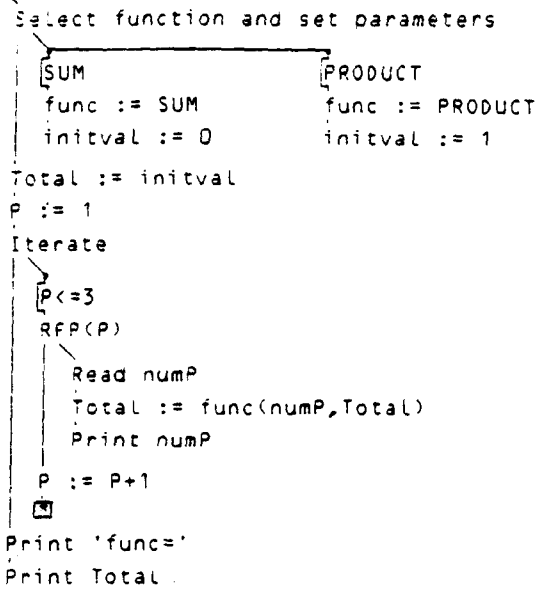 Select function and set parameters
SUM PRODUCT
func := SUM func := PRODUCT
initval := 0 initval := 1
Total := initval
P := 1
Iterate
P<=3
RFP(P)
Read numP
Total := func(numP,Total)
Print numP
P := P+1
Print 'func='
Print Total